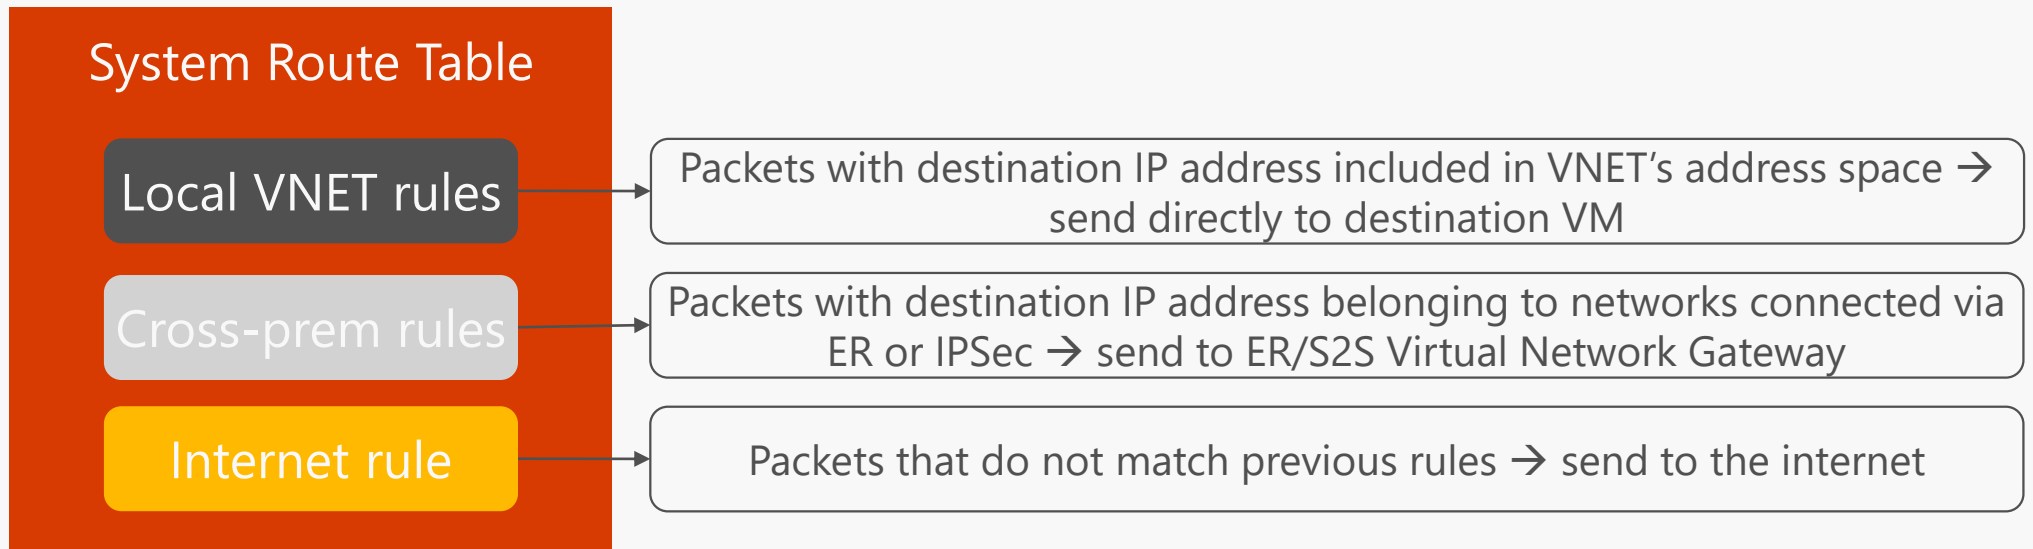 System Route Table
Local VNET rules
Packets with destination IP address included in VNET’s address space →
send directly to destination VM
Cross-prem rules
Packets with destination IP address belonging to networks connected via
ER or IPSec → send to ER/S2S Virtual Network Gateway
Internet rule
Packets that do not match previous rules → send to the internet